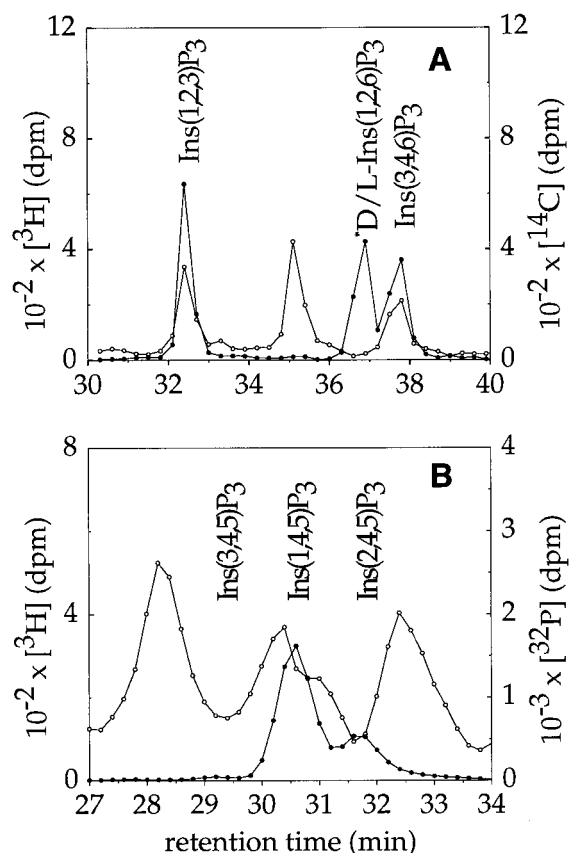 12
8
4
0
12
8
4
0
A
Ins(1,2,3)P3
*D/L-Ins(1,2,6)P3
Ins(3,4,6)P3
10-2 x [3H] (dpm)
10-2 x [14C] (dpm)
30 32 34 36 38 40
8
4
0
4
3
2
1
0
B
Ins(3,4,5)P3
Ins(1,4,5)P3
Ins(2,4,5)P3
10-2 x [3H] (dpm)
10-3 x [32P] (dpm)
27 28 29 30 31 32 33 34
retention time (min)